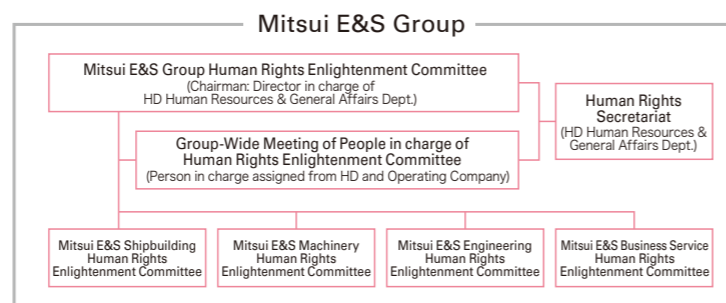 Mitsui E&S Group
Mitsui E&S Group Human Rights Enlightenment Committee
(Chairman: Director in charge of
HD Human Resources & General Affairs Dept.)
Human Rights
Secretariat
(HD Human Resources &
General Affairs Dept.)
Group-Wide Meeting of People in charge of
Human Rights Enlightenment Committee
(Person in charge assigned from HD and Operating Company)
Mitsui E&S Shipbuilding
Human Rights
Enlightenment Committee
Mitsui E&S Machinery
Human Rights
Enlightenment Committee
Mitsui E&S Engineering
Human Rights
Enlightenment Committee
Mitsui E&S Business Service
Human Rights
Enlightenment Committee